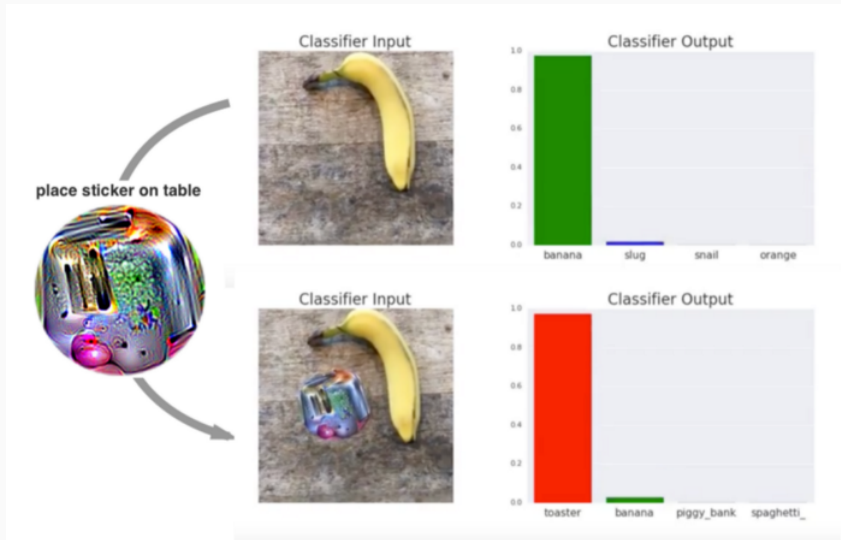 Classifier Input
Classifier Output
1.0
0.8
0.6
0.4
0.2
0.0
banana slug snail orange
place sticker on table
Classifier Input
Classifier Output
1.0
0.8
0.6
0.4
0.2
0.0
toaster banana piggy_bank spaghetti_